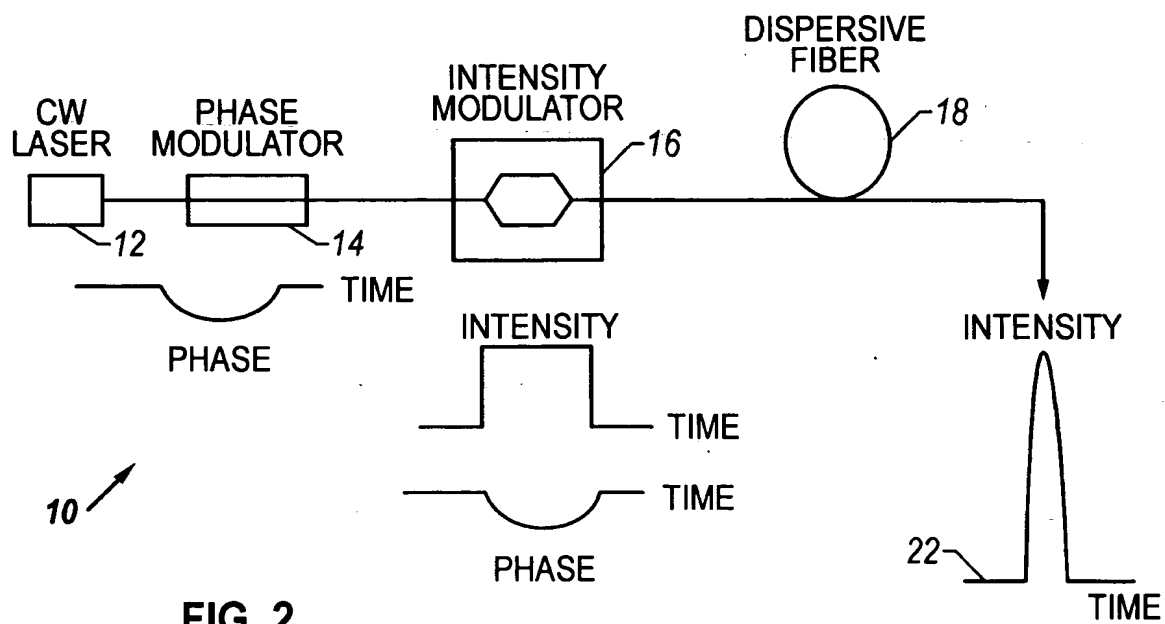 DISPERSIVE
FIBER
INTENSITY
MODULATOR
CW
LASER
PHASE
MODULATOR
16
18
12
14
TIME
PHASE
INTENSITY
TIME
TIME
PHASE
INTENSITY
22
TIME
10
FIG. 2